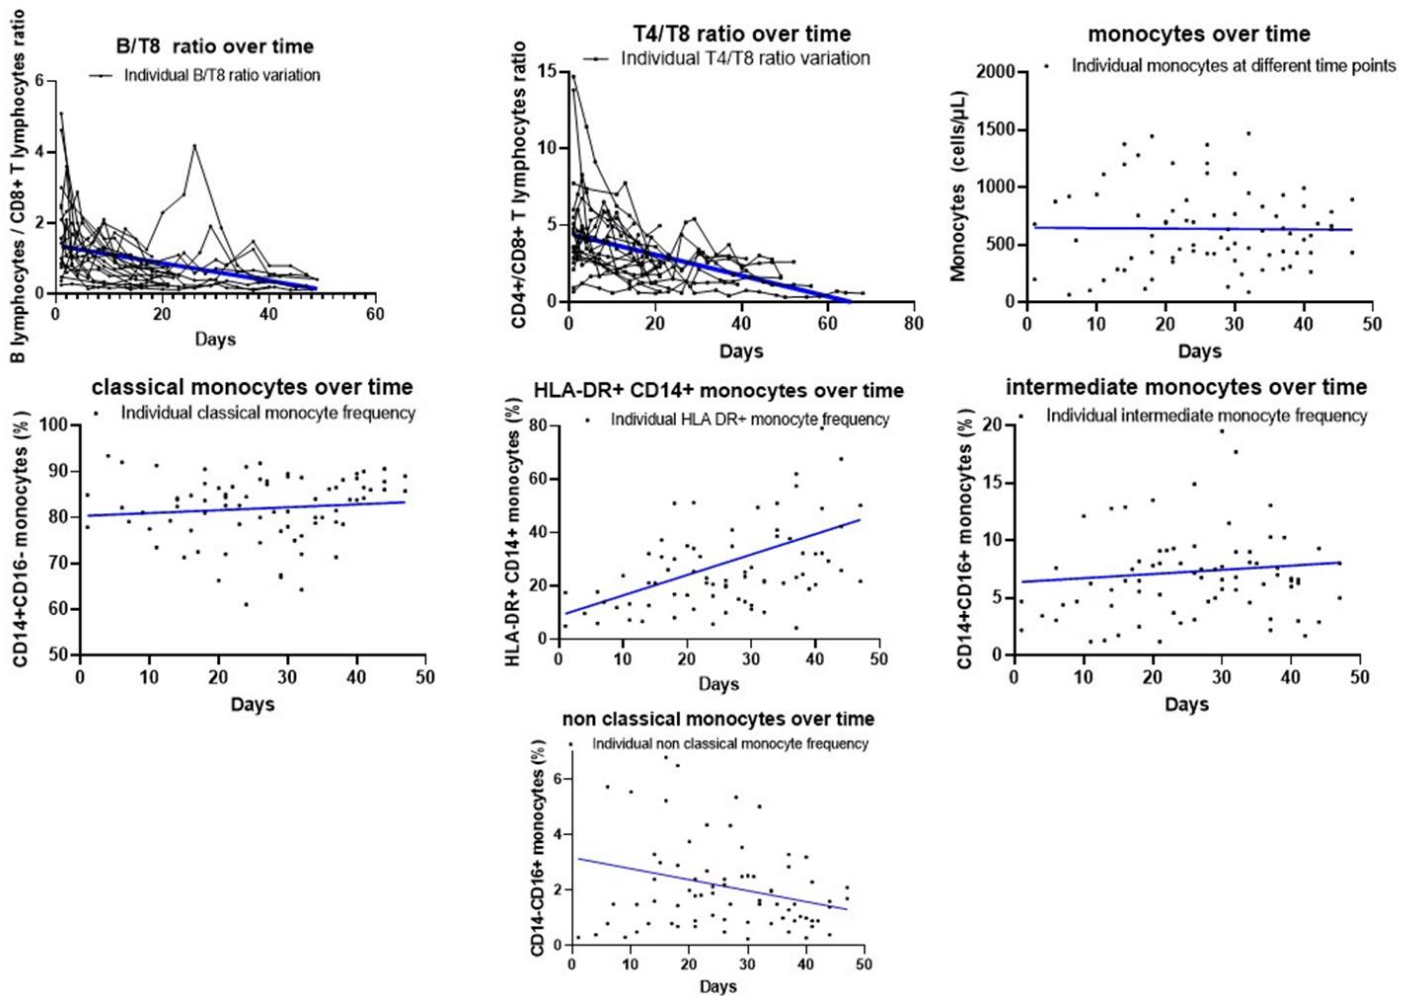 B/T8 ratio over time
Individual B/T8 ratio variation
B lymphocytes / CD8+ T lymphocytes ratio
6
4
2
0
0 20 40 60
Days
T4/T8 ratio over time
Individual T4/T8 ratio variation
CD4+/CD8+ T lymphocytes ratio
15
10
5
0
0 20 40 60 80
Days
monocytes over time
Individual monocytes at different time points
Monocytes (cells/µL)
2000
1500
1000
500
0
0 10 20 30 40 50
Days
classical monocytes over time
Individual classical monocyte frequency
CD14+CD16- monocytes (%)
100
90
80
70
60
50
0 10 20 30 40 50
Days
HLA-DR+ CD14+ monocytes over time
Individual HLA DR+ monocyte frequency
HLA-DR+ CD14+ monocytes (%)
80
60
40
20
0
0 10 20 30 40 50
Days
intermediate monocytes over time
Individual intermediate monocyte frequency
CD14+CD16+ monocytes (%)
20
15
10
5
0
0 10 20 30 40 50
Days
non classical monocytes over time
Individual non classical monocyte frequency
CD14-CD16+ monocytes (%)
6
4
2
0
0 10 20 30 40 50
Days